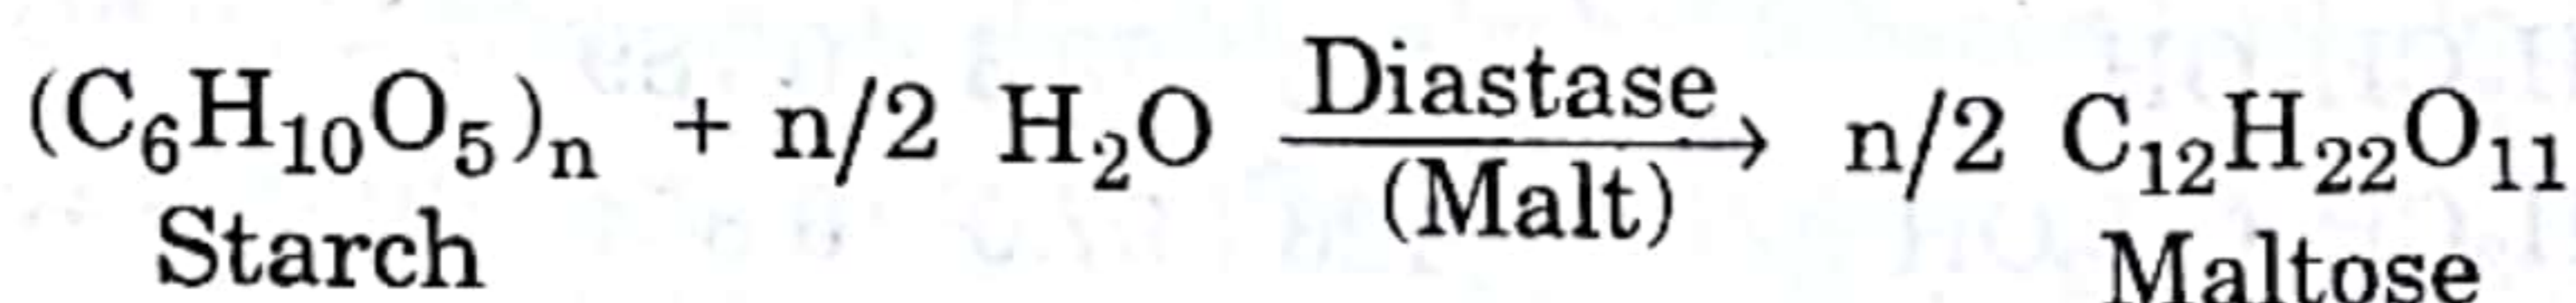 (C₆H₁₀O₅)ₙ + n/2 H₂O Diastase (Malt) → n/2 C₁₂H₂₂O₁₁
Starch Maltose